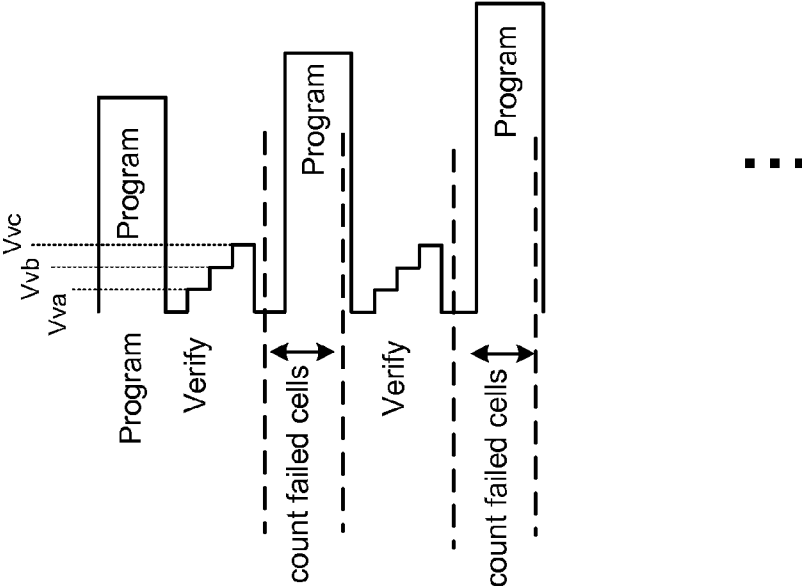 Program
Program
Program
Vvc
Vvb
Vva
Program
Verify
count failed cells
Verify
count failed cells